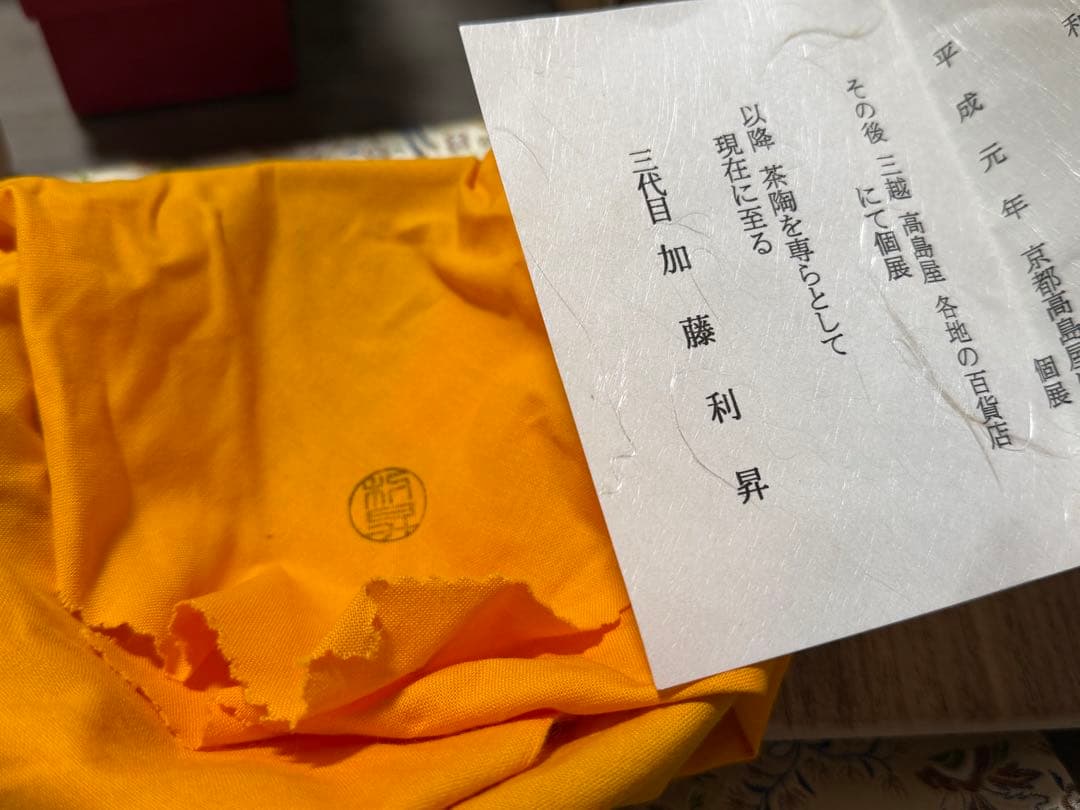 平成元年 京都高島屋 個展
その後 三越 高島屋 各地の百貨店
にて個展
以降 茶陶を専らとして
現在に至る
三代目 加藤利昇
利昇